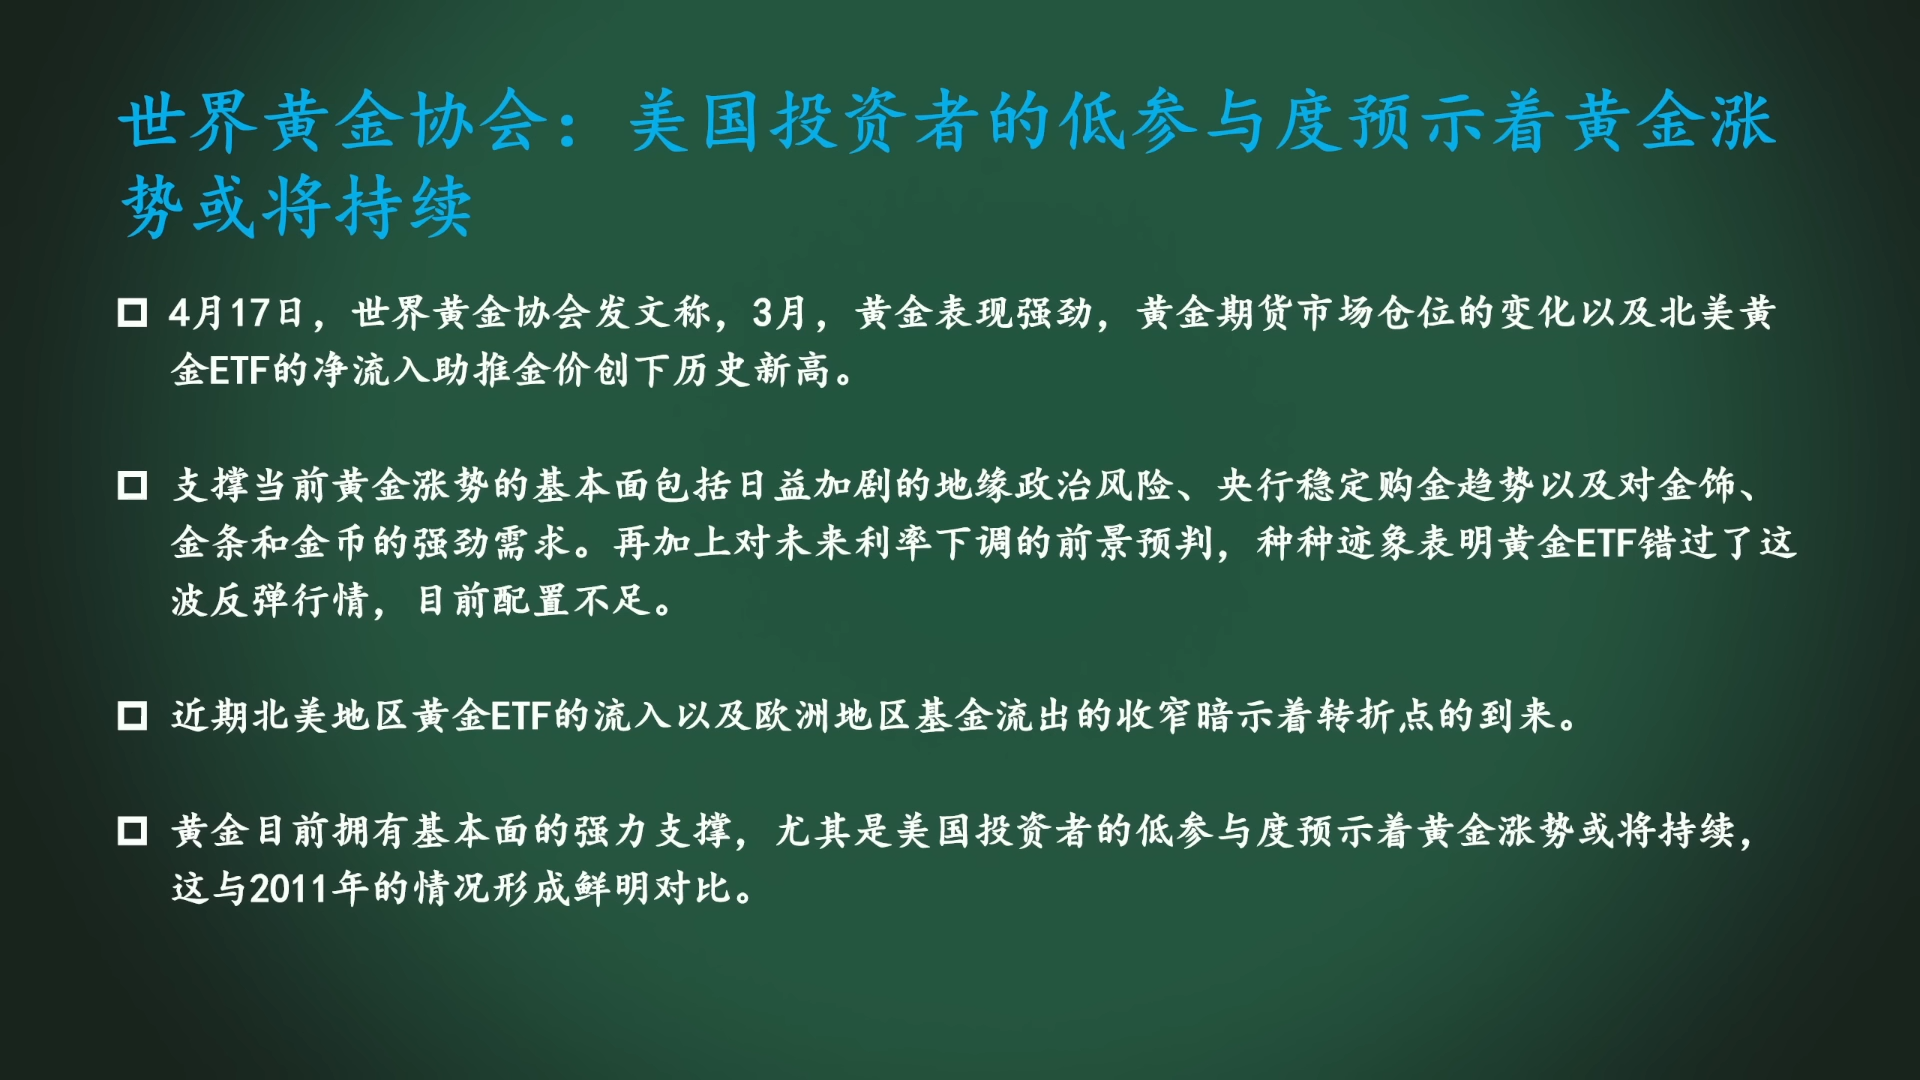 世界黄金协会：美国投资者的低参与度预示着黄金涨
势或将持续
4月17日，世界黄金协会发文称，3月，黄金表现强劲，黄金期货市场仓位的变化以及北美黄
金ETF的净流入助推金价创下历史新高。
支撑当前黄金涨势的基本面包括日益加剧的地缘政治风险、央行稳定购金趋势以及对金饰、
金条和金币的强劲需求。再加上对未来利率下调的前景预判，种种迹象表明黄金ETF错过了这
波反弹行情，目前配置不足。
近期北美地区黄金ETF的流入以及欧洲地区基金流出的收窄暗示着转折点的到来。
黄金目前拥有基本面的强力支撑，尤其是美国投资者的低参与度预示着黄金涨势或将持续，
这与2011年的情况形成鲜明对比。